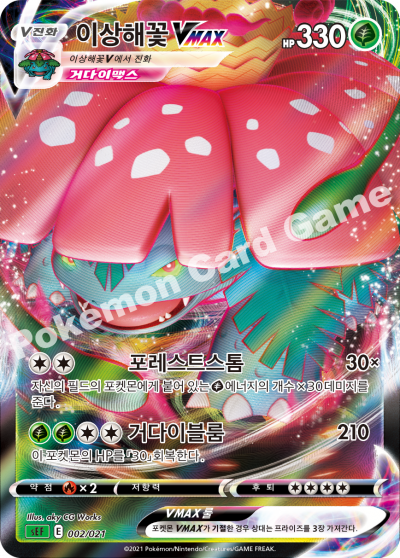 V진화 이상해꽃 VMAX HP 330
이상해꽃V에서 진화
거다이맥스
Pokémon Card Game
포레스트스톰 30×
자신의 필드의 포켓몬에게 붙어 있는 에너지의 개수 × 30데미지를
준다.
거다이블룸 210
이 포켓몬의 HP를 「30」 회복한다.
약점 ×2 저항력 후퇴
VMAX 룰
포켓몬 VMAX가 기절한 경우 상대는 프라이즈를 3장 가져간다.
Illus. aky CG Works
sEF E 002/021
©2021 Pokémon/Nintendo/Creatures/GAME FREAK.